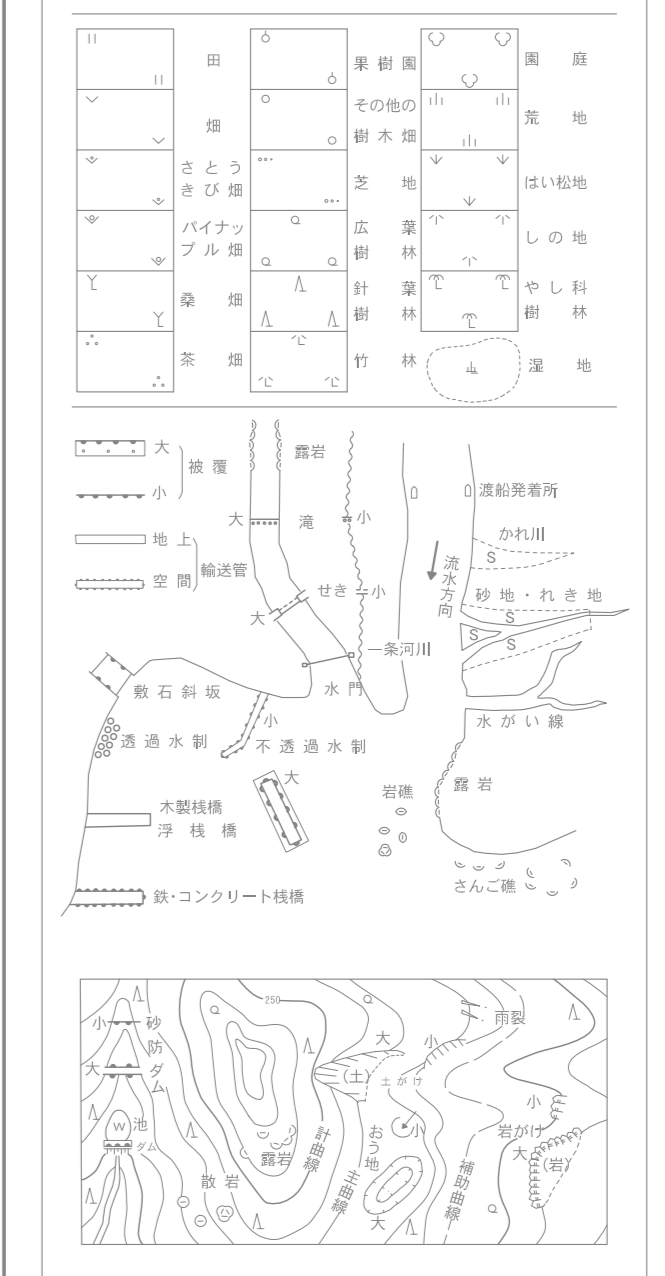 田
果樹園
園庭
畑
その他の
樹木畑
荒地
さとう
きび畑
芝地
はい松地
パイナッ
プル畑
広葉
樹林
しの地
桑畑
針葉
樹林
やし科
樹林
茶畑
竹林
湿地
大
小
被覆
地上
空間
輸送管
露岩
大
滝
小
せき
小
大
一条河川
水門
渡船発着所
かれ川
S
流水方向
砂地・れき地
S
S
S
水がい線
敷石斜坂
透過水制
小
不透過水制
大
木製桟橋
浮桟橋
鉄・コンクリート桟橋
岩礁
露岩
さんご礁
小
砂防ダム
大
W
池
ダム
250
露岩
散岩
計曲線
主曲線
大
(土)
土がけ
小
おう地
小
大
補助曲線
雨裂
小
岩がけ
大
(岩)